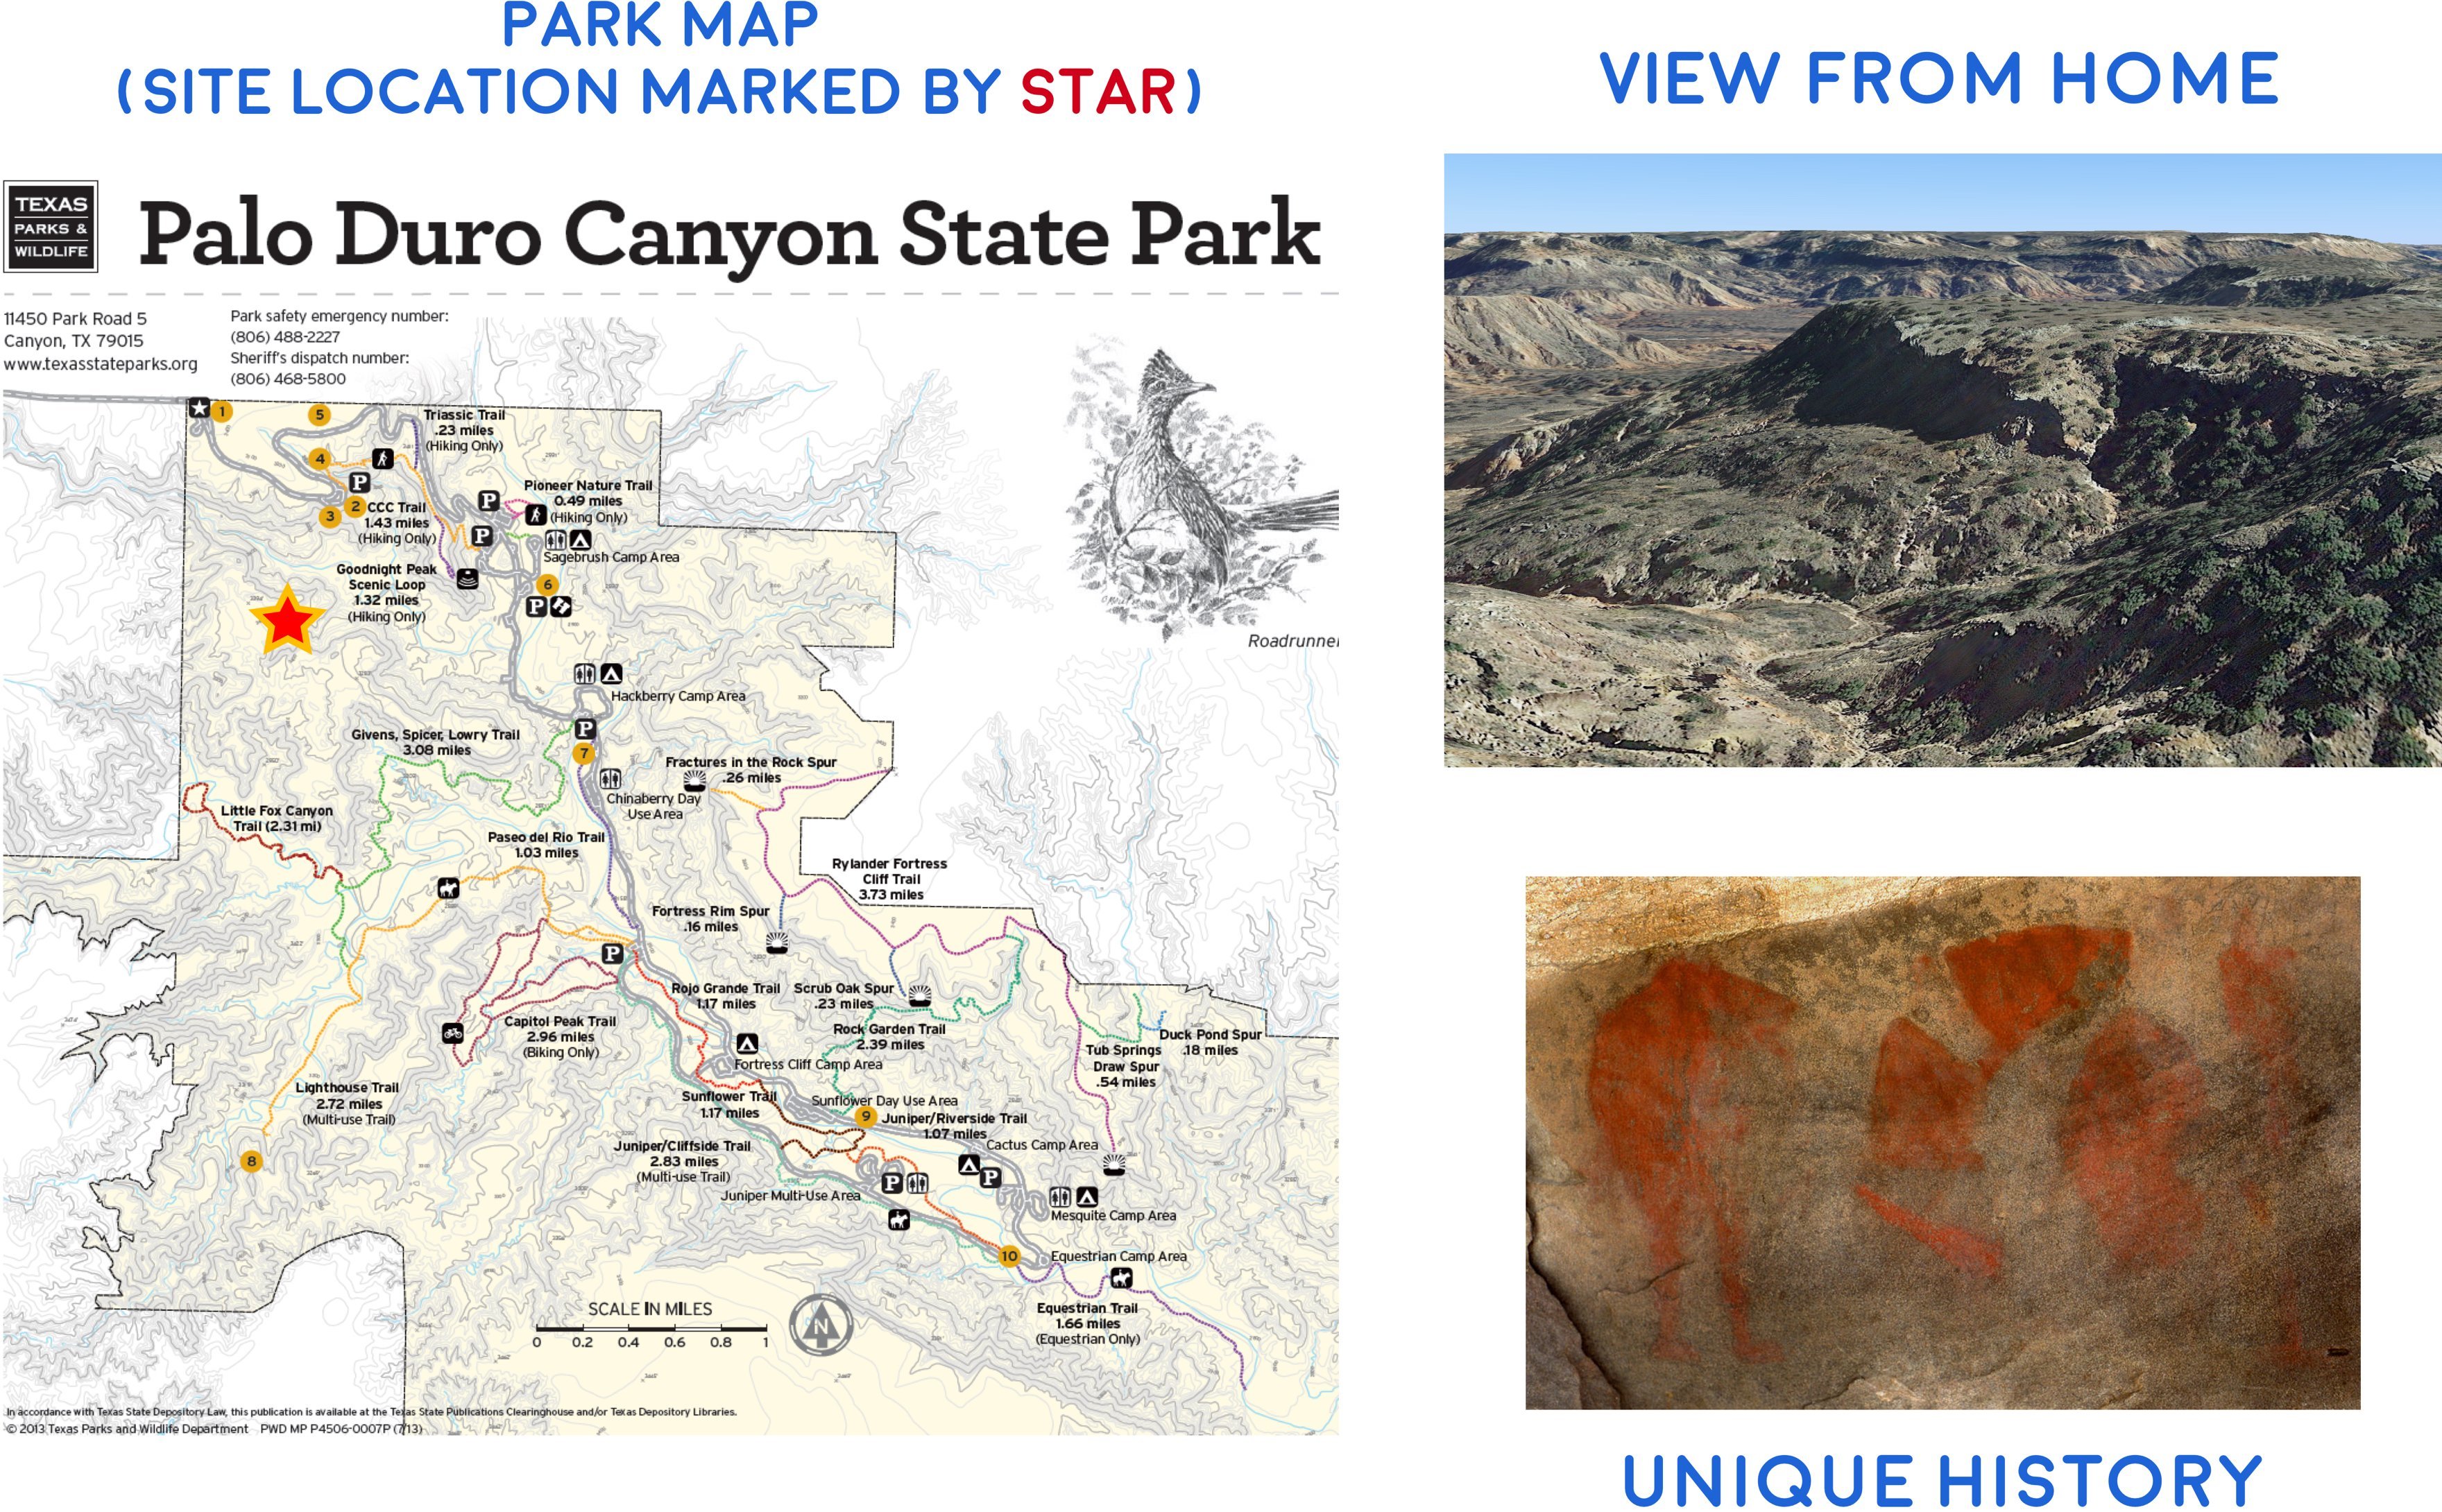 PARK MAP
(SITE LOCATION MARKED BY STAR)
VIEW FROM HOME
TEXAS
PARKS &
WILDLIFE
Palo Duro Canyon State Park
11450 Park Road 5
Canyon, TX 79015
www.texasstateparks.org
Park safety emergency number:
(806) 488-2227
Sheriff's dispatch number:
(806) 468-5800
1
5
Triassic Trail
.23 miles
(Hiking Only)
4
P
P
Pioneer Nature Trail
0.49 miles
(Hiking Only)
3
2
CCC Trail
1.43 miles
(Hiking Only)
P
Sagebrush Camp Area
Goodnight Peak
Scenic Loop
1.32 miles
(Hiking Only)
6
P
Roadrunner
Hackberry Camp Area
P
7
Givens, Spicer, Lowry Trail
3.08 miles
Fractures in the Rock Spur
.26 miles
Chinaberry Day
Use Area
Little Fox Canyon
Trail (2.31 mi)
Paseo del Rio Trail
1.03 miles
Rylander Fortress
Cliff Trail
3.73 miles
Fortress Rim Spur
.16 miles
P
Rojo Grande Trail
1.17 miles
Scrub Oak Spur
.23 miles
Capitol Peak Trail
2.96 miles
(Biking Only)
Rock Garden Trail
2.39 miles
Duck Pond Spur
.18 miles
Tub Springs
Draw Spur
.54 miles
Fortress Cliff Camp Area
Lighthouse Trail
2.72 miles
(Multi-use Trail)
Sunflower Trail
1.17 miles
Sunflower Day Use Area
9
Juniper/Riverside Trail
1.07 miles
Cactus Camp Area
8
Juniper/Cliffside Trail
2.83 miles
(Multi-use Trail)
P
P
Juniper Multi-Use Area
Mesquite Camp Area
10
Equestrian Camp Area
Equestrian Trail
1.66 miles
(Equestrian Only)
SCALE IN MILES
0 0.2 0.4 0.6 0.8 1
N
In accordance with Texas State Depository Law, this publication is available at the Texas State Publications Clearinghouse and/or Texas Depository Libraries.
© 2013 Texas Parks and Wildlife Department PWD MP P4506-0007P (7/13)
UNIQUE HISTORY